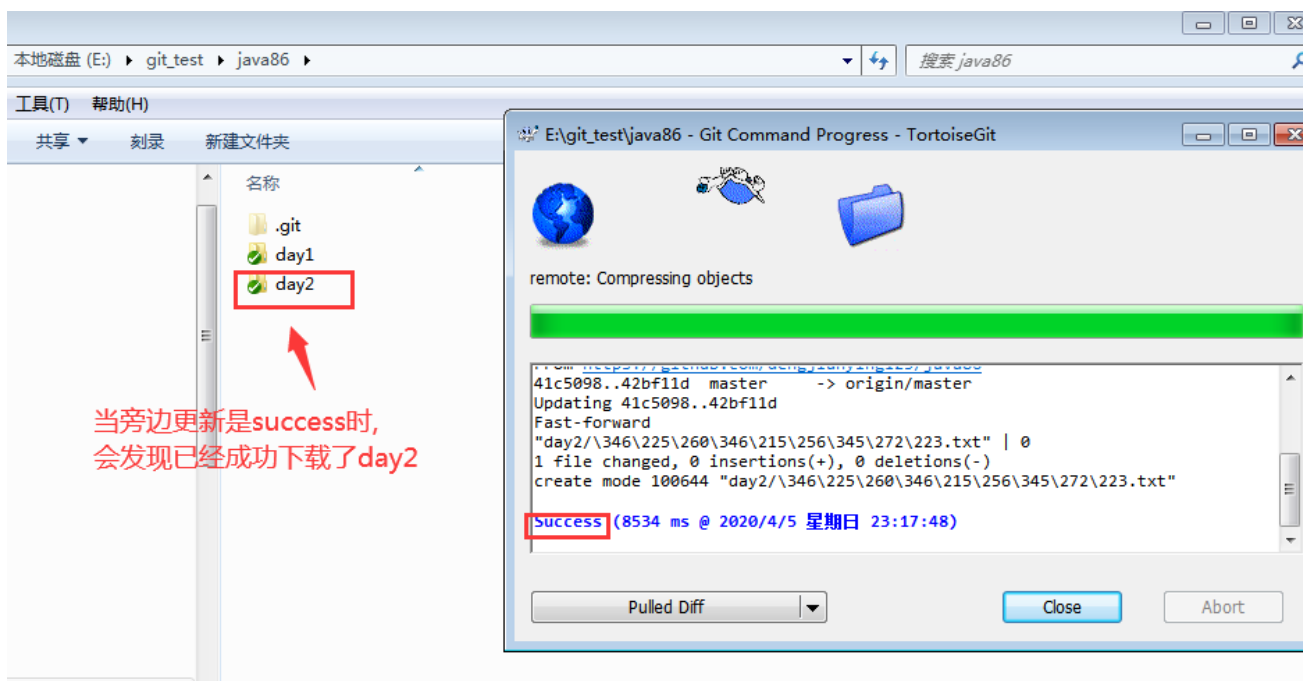 本地磁盘 (E:) ▸ git_test ▸ java86 ▸
搜索 java86
工具(T) 帮助(H)
共享 刻录 新建文件夹
名称
.git
day1
day2
当旁边更新是success时,
会发现已经成功下载了day2
E:\git_test\java86 - Git Command Progress - TortoiseGit
remote: Compressing objects
41c5098..42bf11d  master     -> origin/master
Updating 41c5098..42bf11d
Fast-forward
"day2/\346\225\260\346\215\256\345\272\223.txt" | 0
1 file changed, 0 insertions(+), 0 deletions(-)
create mode 100644 "day2/\346\225\260\346\215\256\345\272\223.txt"
Success (8534 ms @ 2020/4/5 星期日 23:17:48)
Pulled Diff
Close
Abort